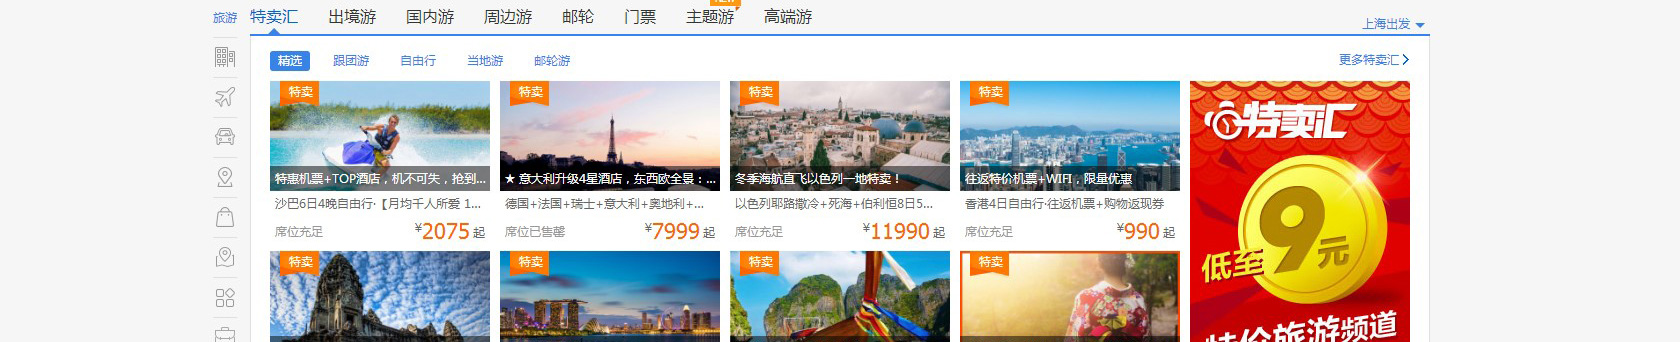 旅游 特卖汇 出境游 国内游 周边游 邮轮 门票 主题游 高端游
上海出发
精选 跟团游 自由行 当地游 邮轮游 更多特卖汇
特卖 特卖 特卖 特卖
特卖汇
特惠机票+TOP酒店，机不可失，抢到... ★ 意大利升级4星酒店，东西欧全景：... 冬季海航直飞以色列一地特卖！ 往返特价机票+WIFI，限量优惠
沙巴6日4晚自由行·【月均千人所爱 1... 德国+法国+瑞士+意大利+奥地利+... 以色列耶路撒冷+死海+伯利恒8日5... 香港4日自由行·往返机票+购物返现券
席位充足 ¥2075 起 席位已售罄 ¥7999 起 席位充足 ¥11990 起 席位充足 ¥990 起
低至9元
特卖 特卖 特卖 特卖
特价旅游频道